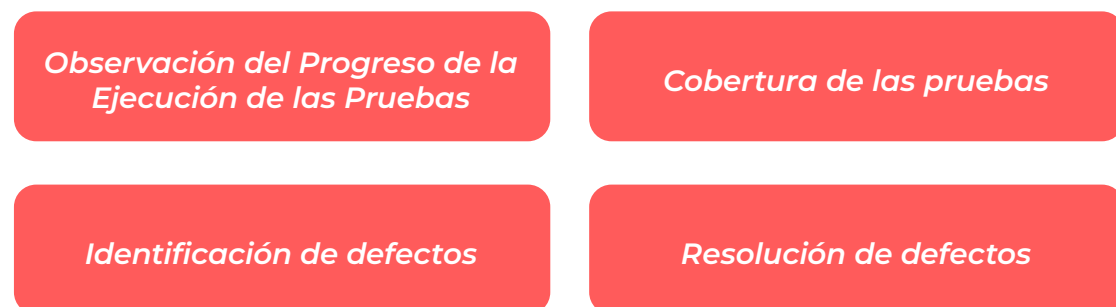 Observación del Progreso de la
Ejecución de las Pruebas
Cobertura de las pruebas
Identificación de defectos
Resolución de defectos